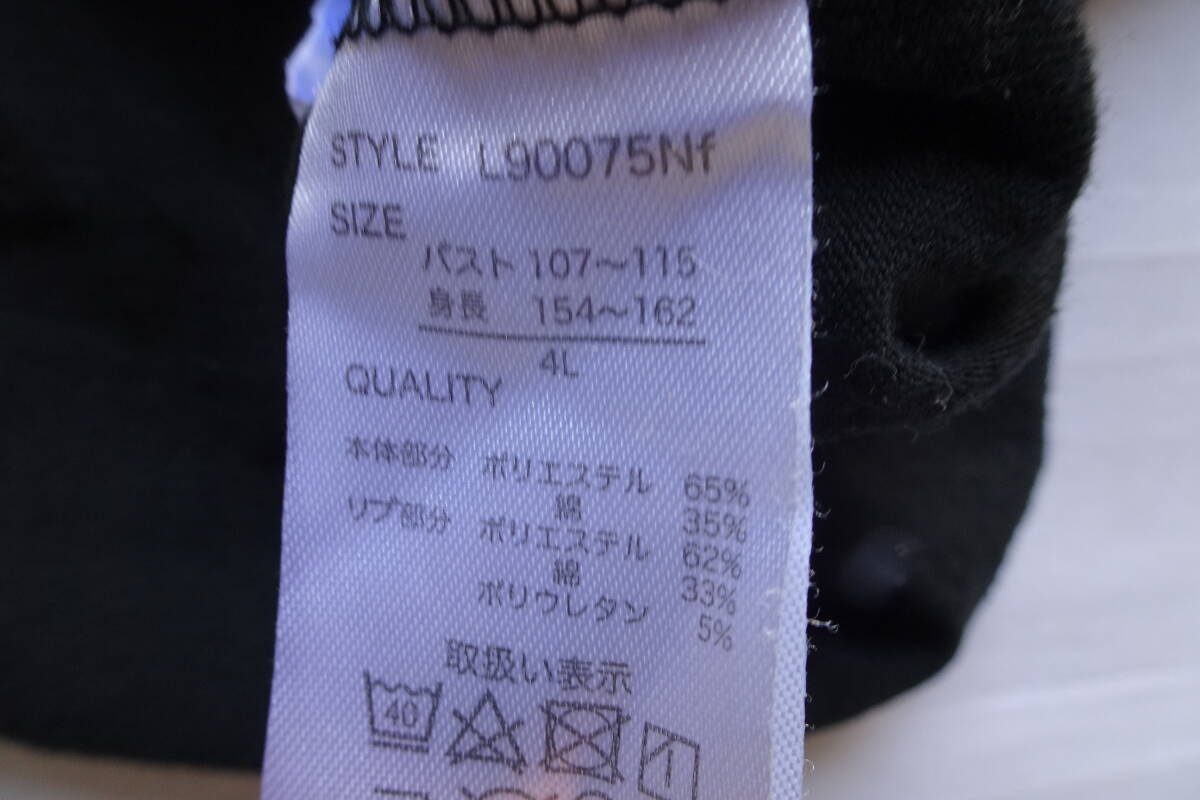 STYLE L90075Nf
SIZE
バスト 107～115
身長 154～162
4L
QUALITY
本体部分 ポリエステル 65%
綿 35%
リブ部分 ポリエステル 62%
綿 33%
ポリウレタン 5%
取扱い表示
40